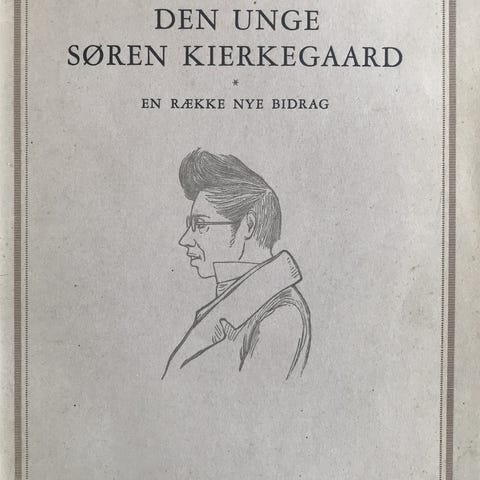 DEN UNGE
SØREN KIERKEGAARD
*
EN RÆKKE NYE BIDRAG